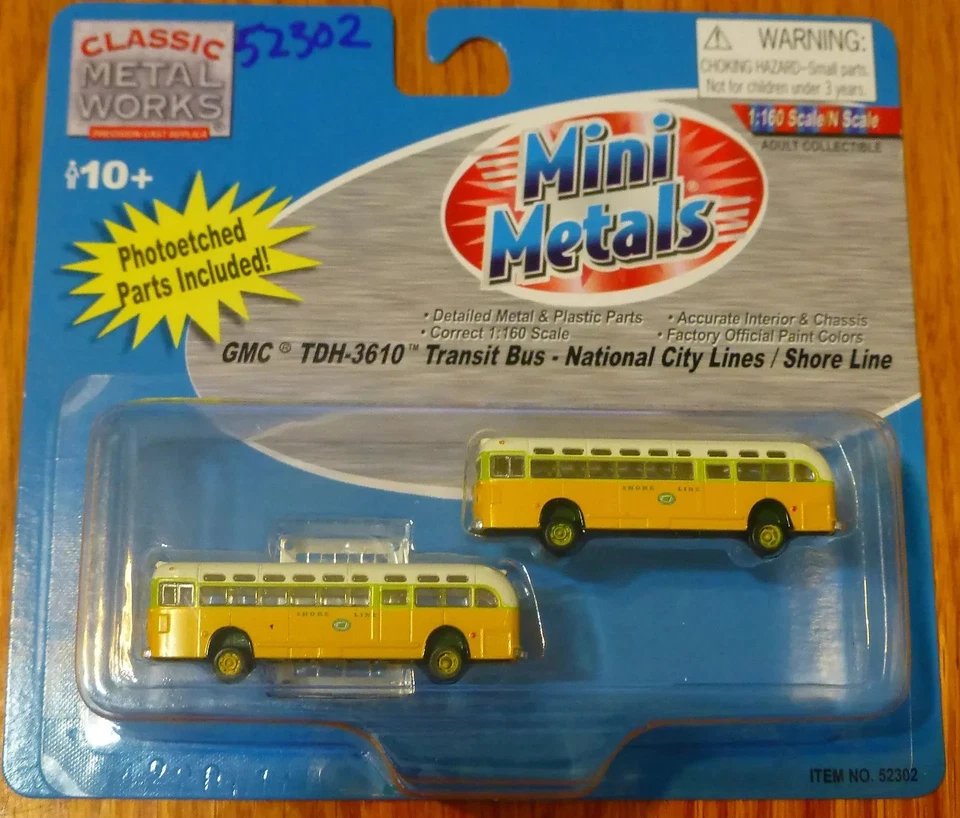 CLASSIC
METAL
WORKS
PRECISION CAST REPLICA
52302
WARNING:
CHOKING HAZARD—Small parts.
Not for children under 3 years.
1:160 Scale N Scale
ADULT COLLECTIBLE
10+
Photoetched
Parts Included!
Mini
Metals®
• Detailed Metal & Plastic Parts
• Accurate Interior & Chassis
• Correct 1:160 Scale
• Factory Official Paint Colors
GMC ® TDH-3610™ Transit Bus - National City Lines / Shore Line
SHORE LINE
SHORE LINE
ITEM NO. 52302